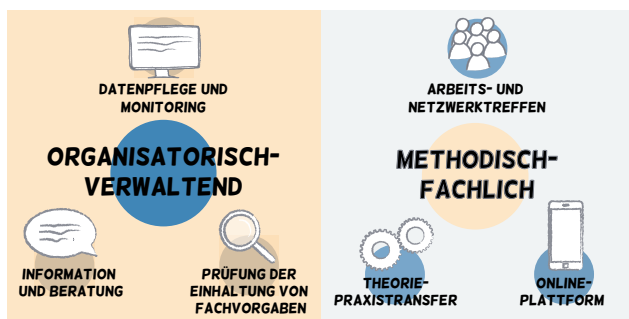 DATENPFLEGE UND
MONITORING
ORGANISATORISCH-
VERWALTEND
INFORMATION
UND BERATUNG
PRÜFUNG DER
EINHALTUNG VON
FACHVORGABEN
ARBEITS- UND
NETZWERKTREFFEN
METHODISCH-
FACHLICH
THEORIE-
PRAXISTRANSFER
ONLINE-
PLATTFORM